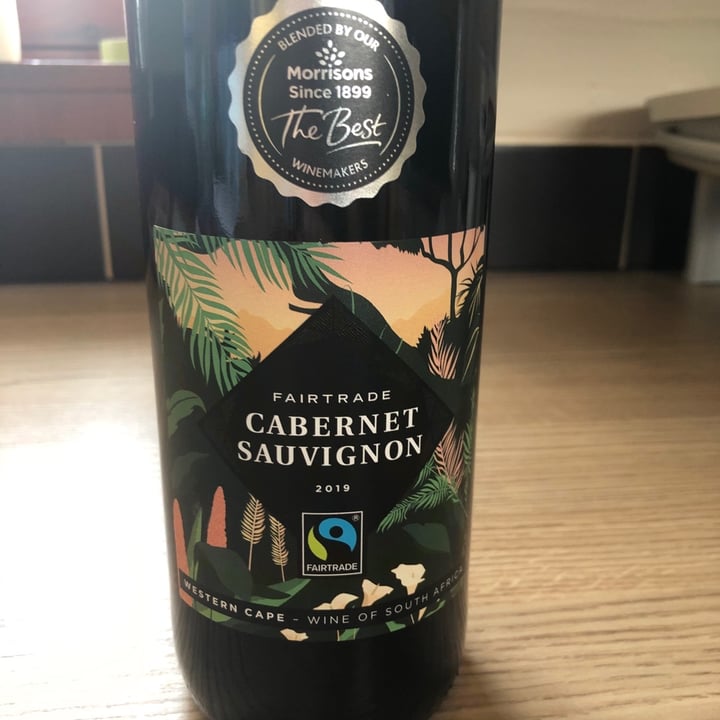 BLENDED BY OUR
Morrisons
Since 1899
The Best
WINEMAKERS
FAIRTRADE
CABERNET
SAUVIGNON
2019
®
FAIRTRADE
WESTERN CAPE – WINE OF SOUTH AFRICA